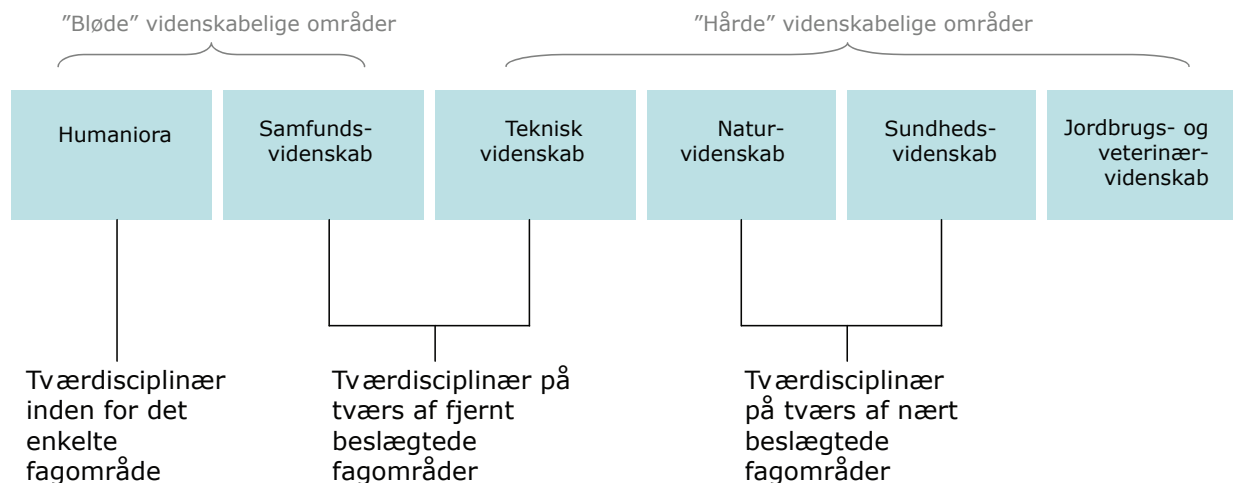 ”Bløde” videnskabelige områder
”Hårde” videnskabelige områder
Humaniora
Samfunds-
videnskab
Teknisk
videnskab
Natur-
videnskab
Sundheds-
videnskab
Jordbrugs- og
veterinær-
videnskab
Tværdisciplinær
inden for det
enkelte
fagområde
Tværdisciplinær på
tværs af fjernt
beslægtede
fagområder
Tværdisciplinær
på tværs af nært
beslægtede
fagområder